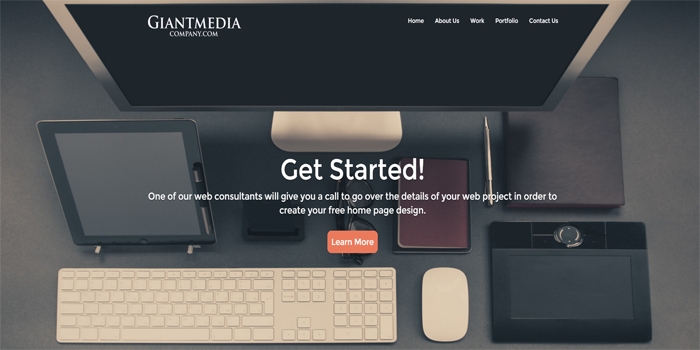 GIANTMEDIA
COMPANY.COM
Home About Us Work Portfolio Contact Us
Get Started!
One of our web consultants will give you a call to go over the details of your web project in order to
create your free home page design.
Learn More